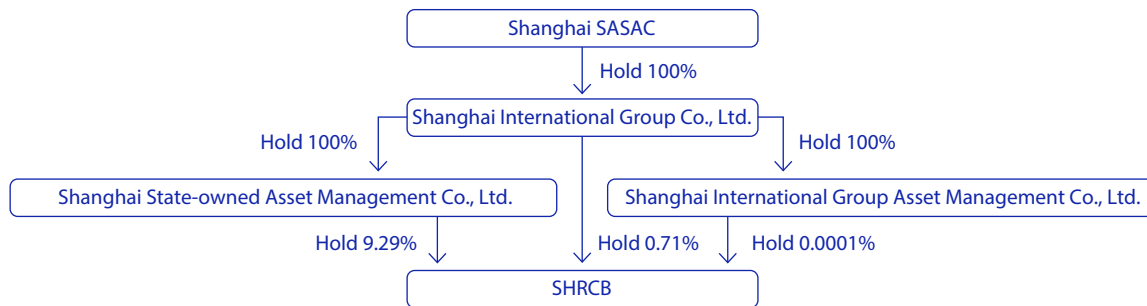 Shanghai SASAC
Hold 100%
Shanghai International Group Co., Ltd.
Hold 100%
Hold 100%
Shanghai State-owned Asset Management Co., Ltd.
Shanghai International Group Asset Management Co., Ltd.
Hold 9.29%
Hold 0.71%
Hold 0.0001%
SHRCB